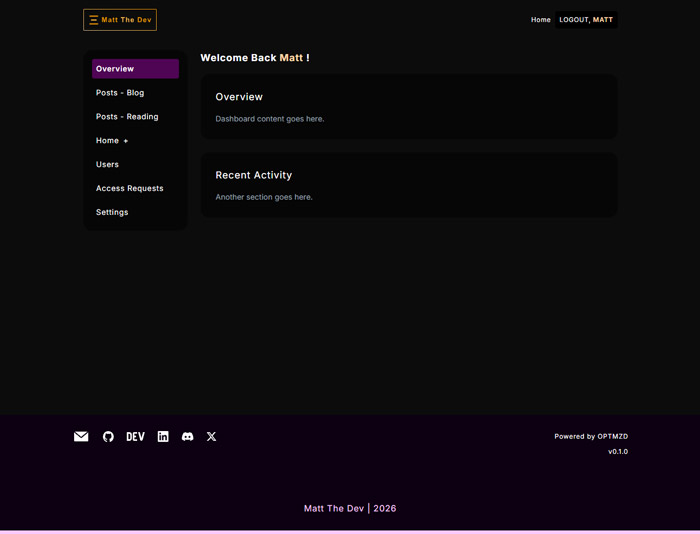 Matt The Dev
Home
LOGOUT, MATT
Overview
Posts - Blog
Posts - Reading
Home +
Users
Access Requests
Settings
Welcome Back Matt !
Overview
Dashboard content goes here.
Recent Activity
Another section goes here.
DEV
Powered by OPTMZD
v0.1.0
Matt The Dev | 2026